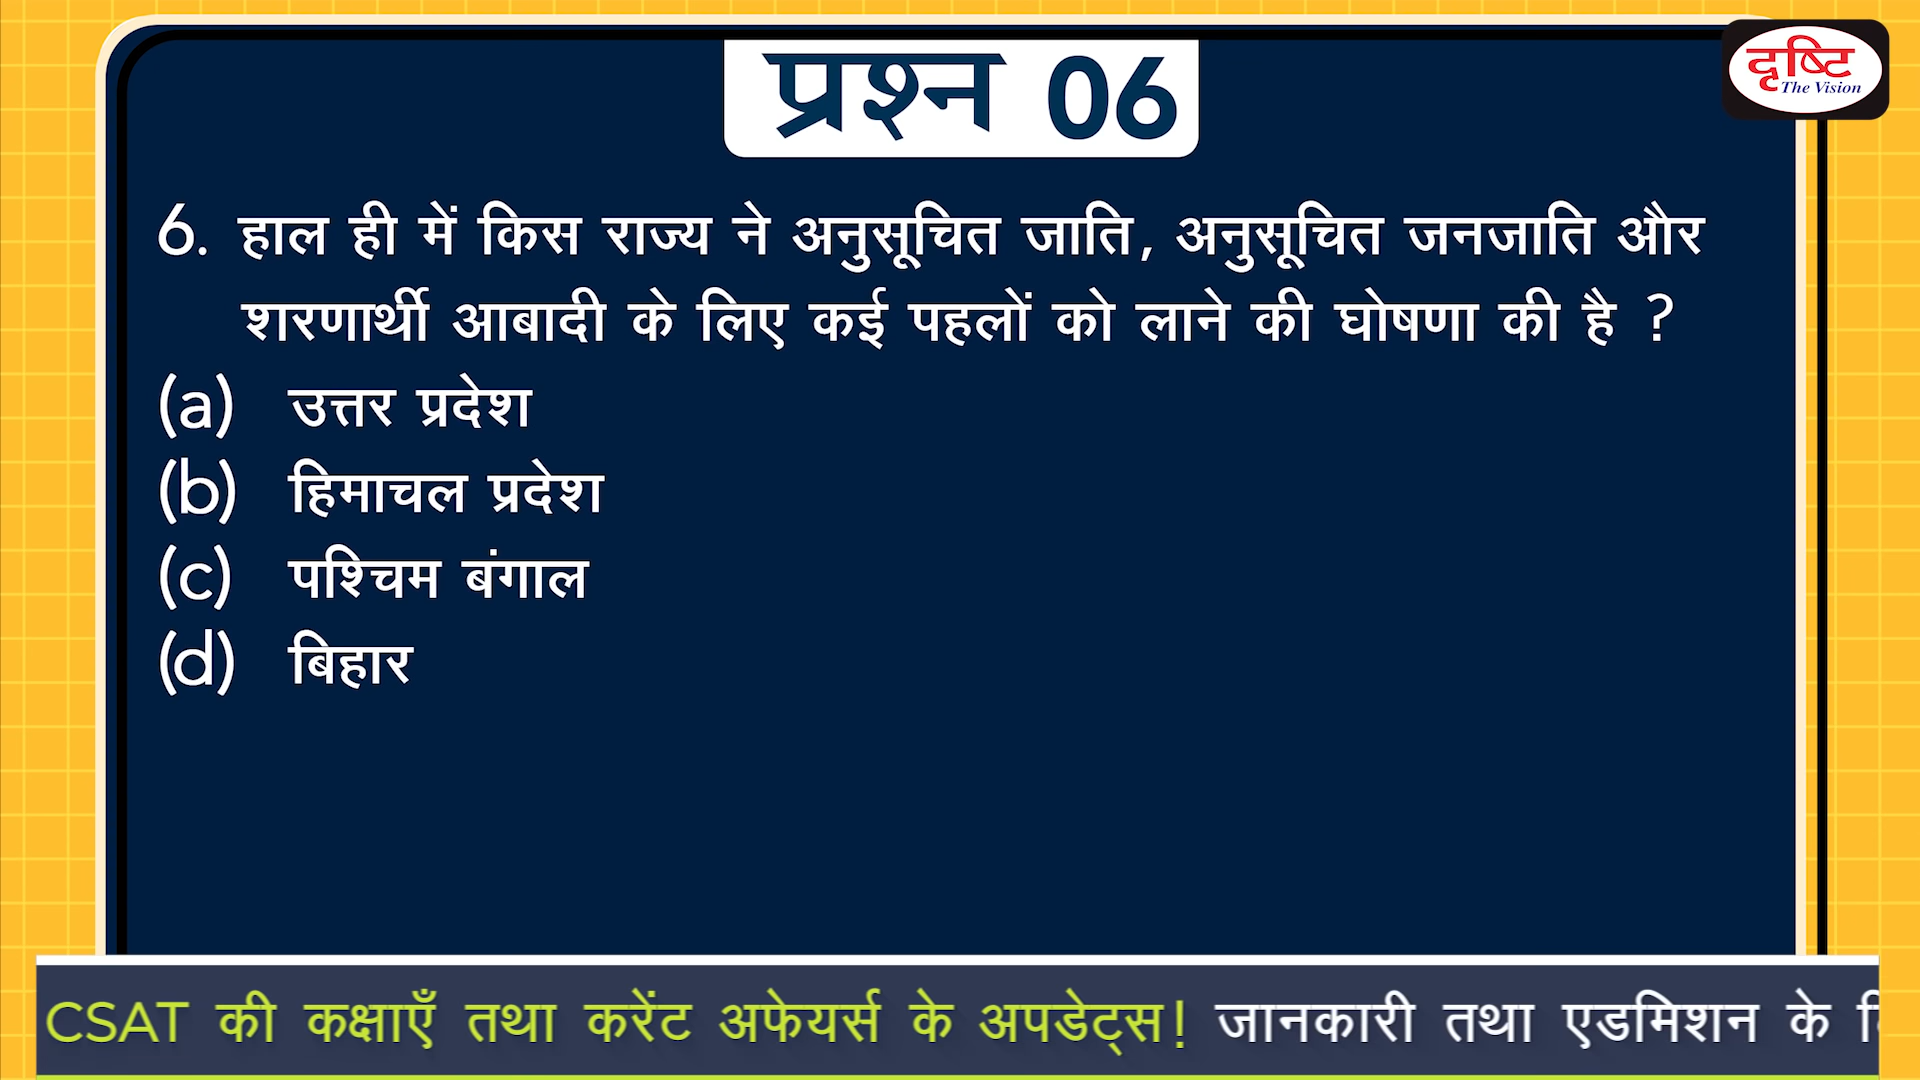 प्रश्न 06
दृष्टि
The Vision
6. हाल ही में किस राज्य ने अनुसूचित जाति, अनुसूचित जनजाति और
शरणार्थी आबादी के लिए कई पहलों को लाने की घोषणा की है ?
(a) उत्तर प्रदेश
(b) हिमाचल प्रदेश
(c) पश्चिम बंगाल
(d) बिहार
CSAT की कक्षाएँ तथा करेंट अफेयर्स के अपडेट्स! जानकारी तथा एडमिशन के